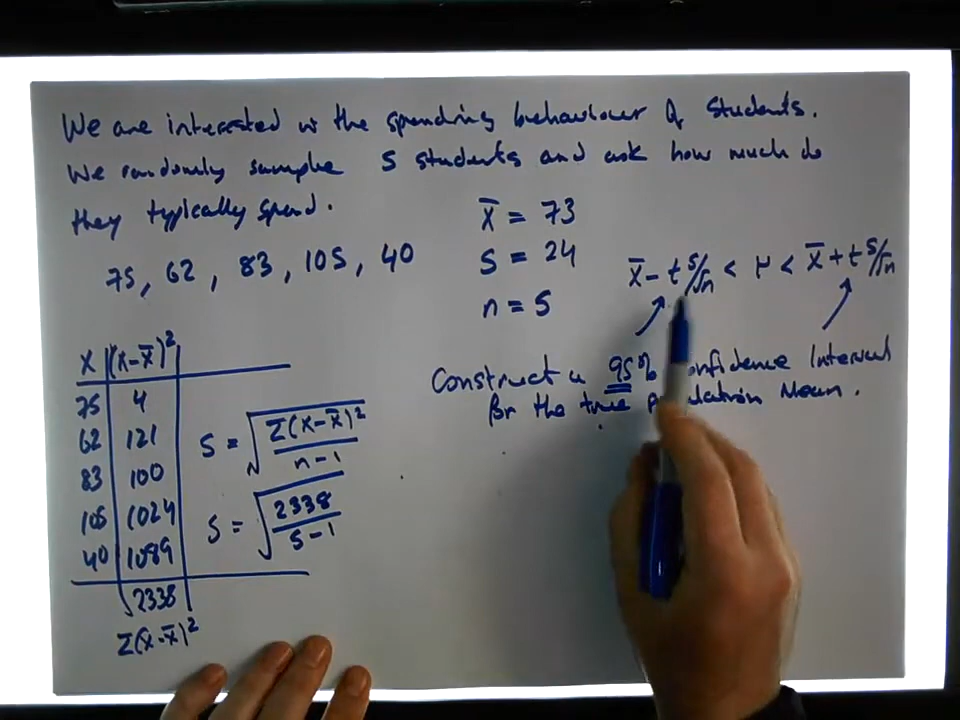 We are interested in the spending behaviour of students.
We randomly sample 5 students and ask how much do
they typically spend.
75, 62, 83, 105, 40
x̄ = 73
s = 24
n = 5
x̄ - t s/√n < μ < x̄ + t s/√n
Construct a 95% confidence Interval
for the true population Mean.
x | (x-x̄)²
75 | 4
62 | 121
83 | 100
105 | 1024
40 | 1089
2338
Σ(x-x̄)²
s = √(Σ(x-x̄)² / n-1)
s = √(2338 / 5-1)